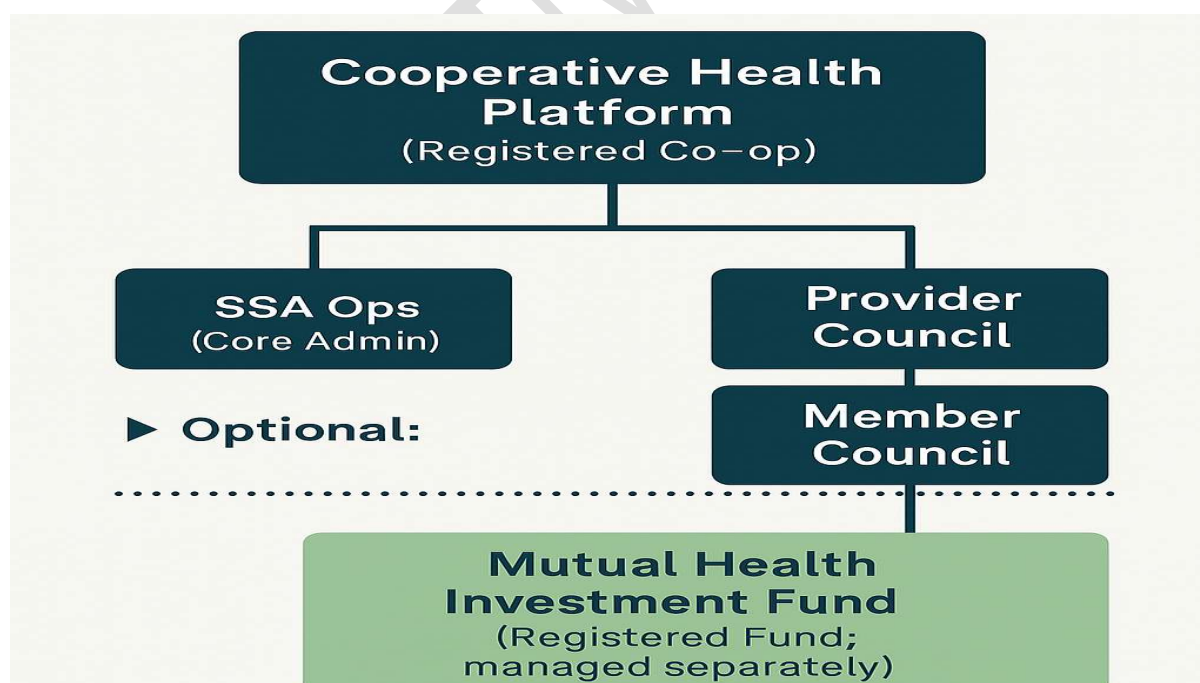 Cooperative Health
Platform
(Registered Co-op)
SSA Ops
(Core Admin)
Provider
Council
► Optional:
Member
Council
Mutual Health
Investment Fund
(Registered Fund;
managed separately)